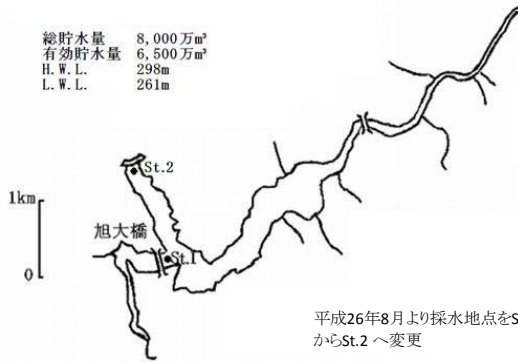 総貯水量 8,000万m³
有効貯水量 6,500万m³
H.W.L. 298m
L.W.L. 261m
St.2
1km
旭大橋
St.1
0
平成26年8月より採水地点をS
からSt.2 へ変更